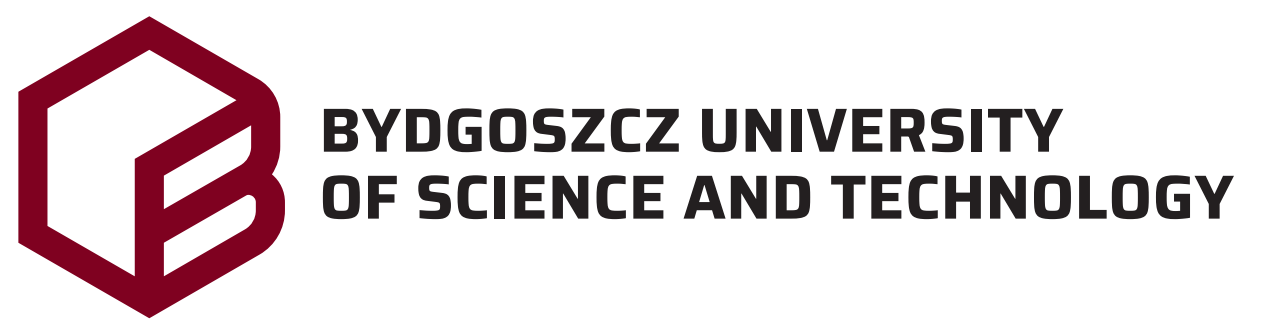 BYDGOSZCZ UNIVERSITY
OF SCIENCE AND TECHNOLOGY